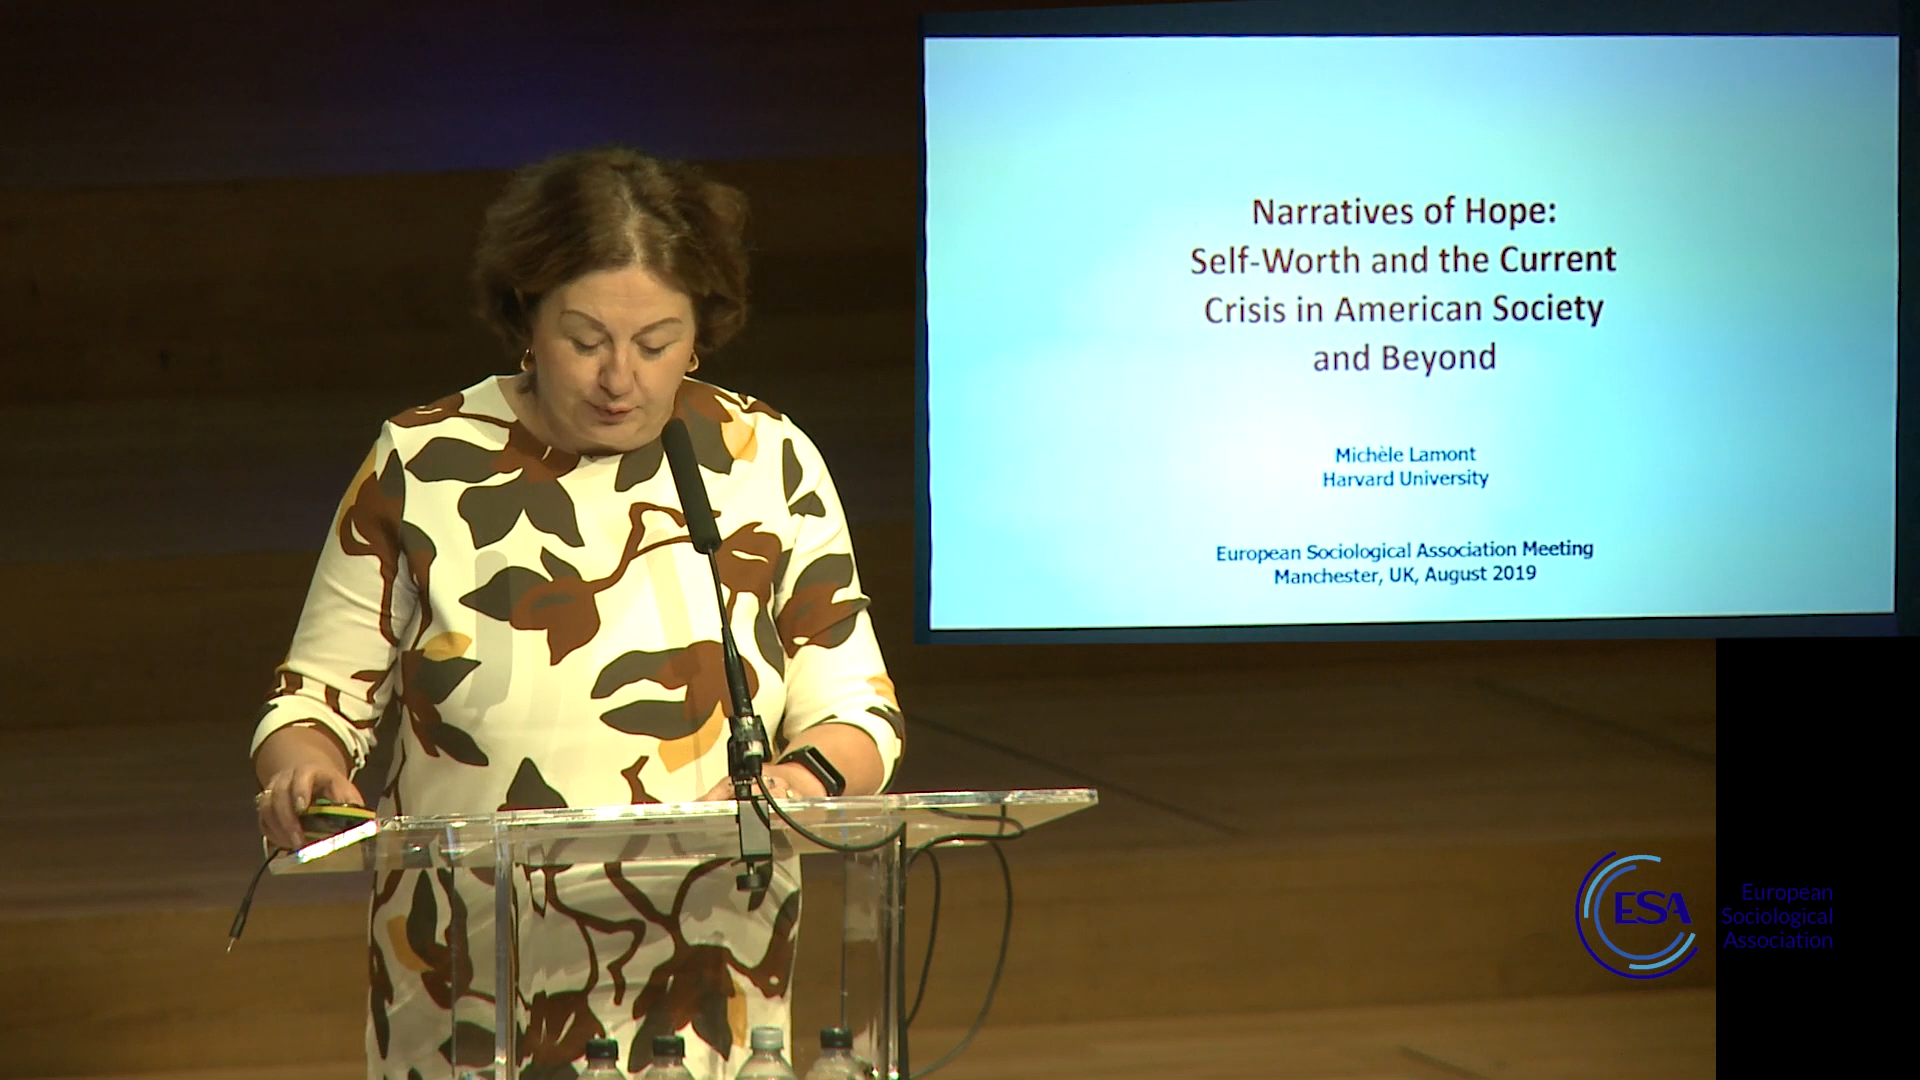 Narratives of Hope:
Self-Worth and the Current
Crisis in American Society
and Beyond
Michèle Lamont
Harvard University
European Sociological Association Meeting
Manchester, UK, August 2019
ESA
European
Sociological
Association